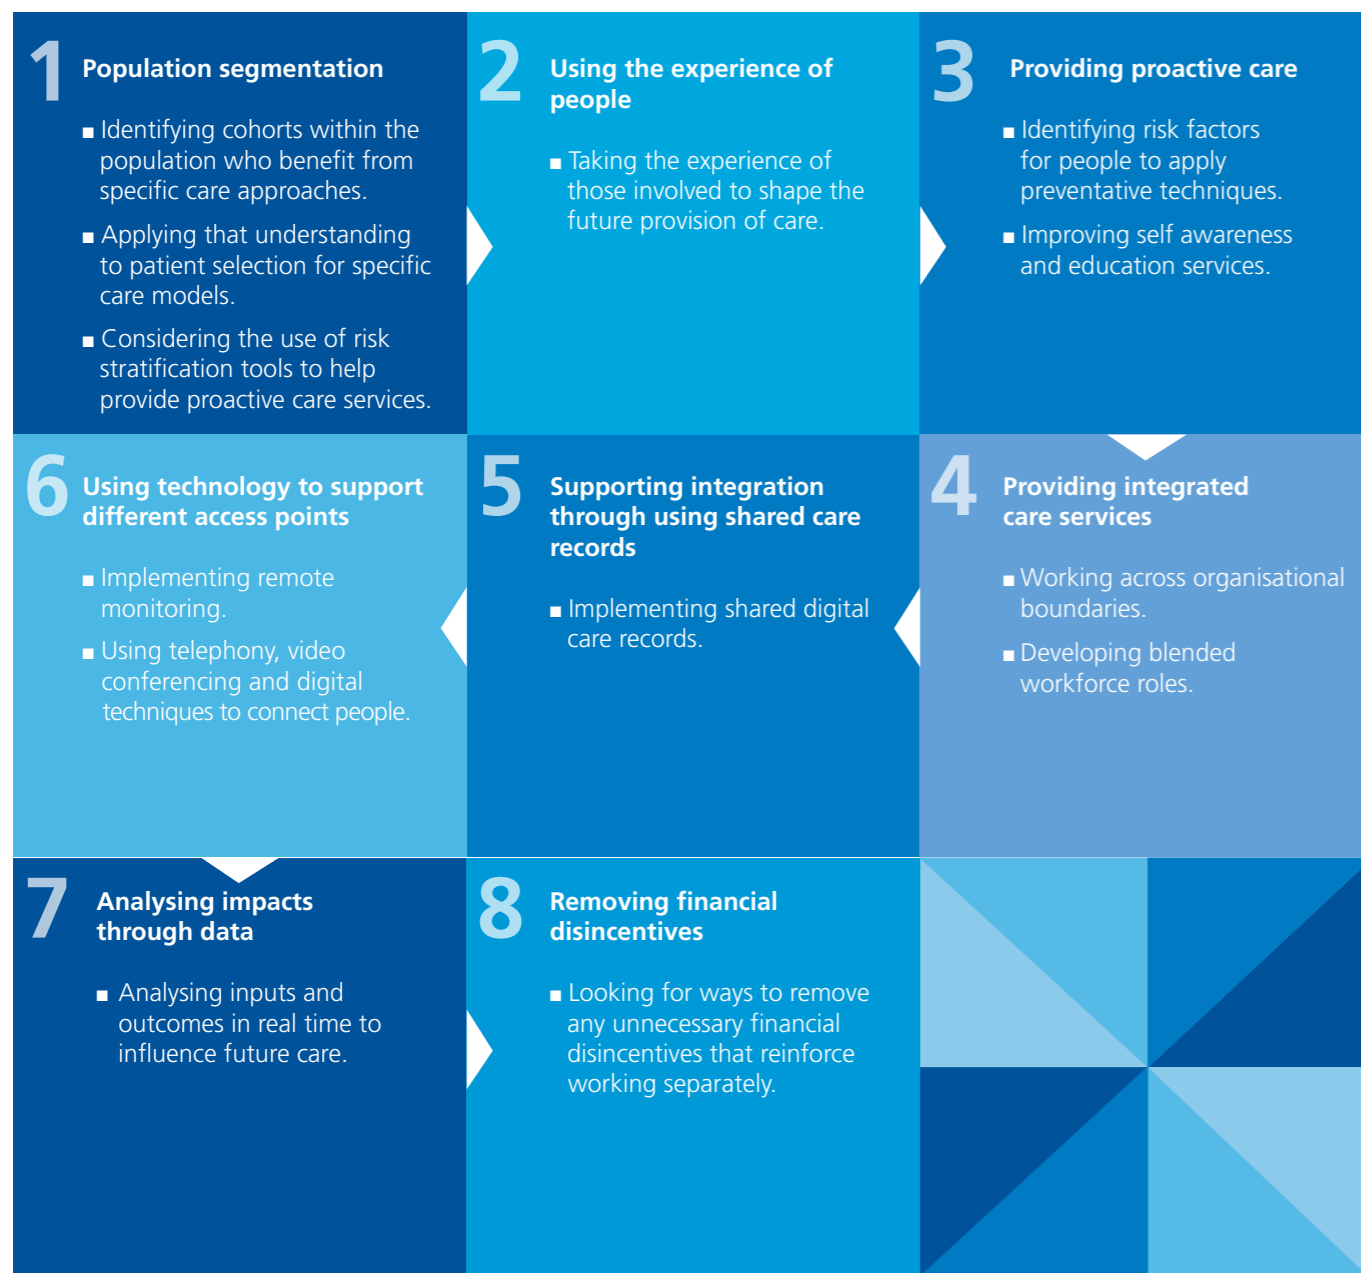 1
Population segmentation
■ Identifying cohorts within the
population who benefit from
specific care approaches.
■ Applying that understanding
to patient selection for specific
care models.
■ Considering the use of risk
stratification tools to help
provide proactive care services.
2
Using the experience of
people
■ Taking the experience of
those involved to shape the
future provision of care.
3
Providing proactive care
■ Identifying risk factors
for people to apply
preventative techniques.
■ Improving self awareness
and education services.
4
Providing integrated
care services
■ Working across organisational
boundaries.
■ Developing blended
workforce roles.
5
Supporting integration
through using shared care
records
■ Implementing shared digital
care records.
6
Using technology to support
different access points
■ Implementing remote
monitoring.
■ Using telephony, video
conferencing and digital
techniques to connect people.
7
Analysing impacts
through data
■ Analysing inputs and
outcomes in real time to
influence future care.
8
Removing financial
disincentives
■ Looking for ways to remove
any unnecessary financial
disincentives that reinforce
working separately.